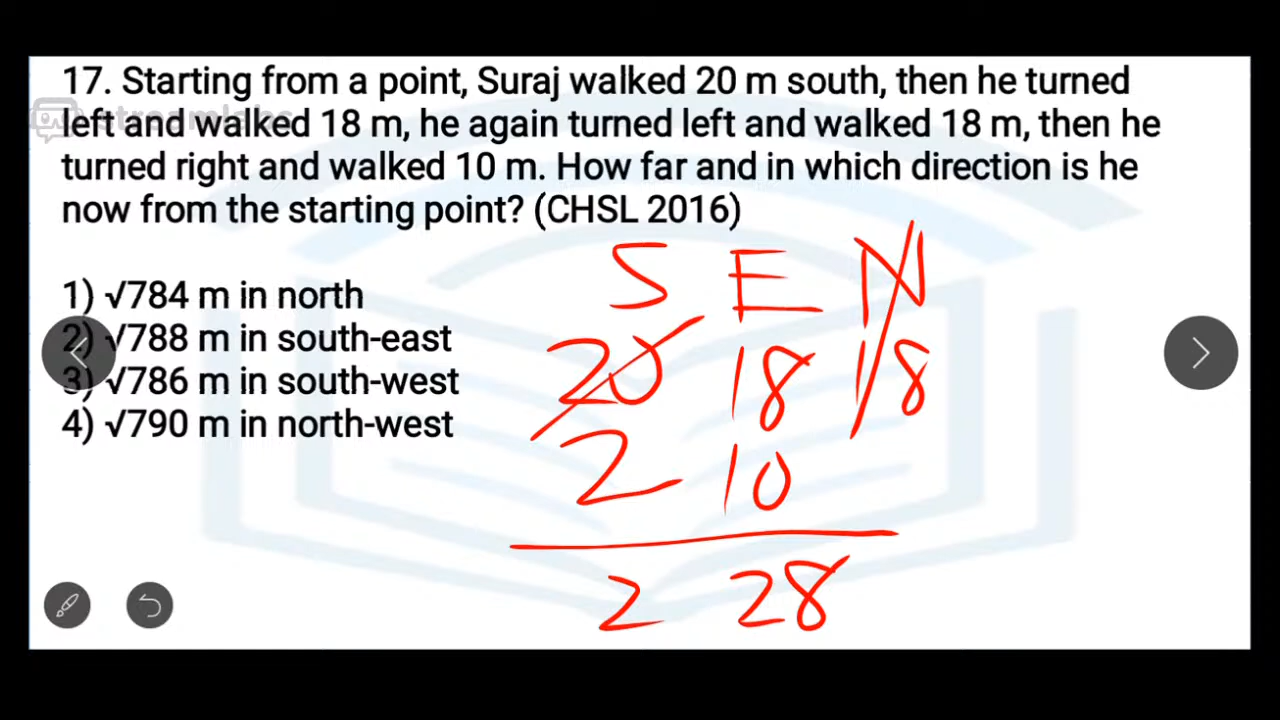 17. Starting from a point, Suraj walked 20 m south, then he turned
left and walked 18 m, he again turned left and walked 18 m, then he
turned right and walked 10 m. How far and in which direction is he
now from the starting point? (CHSL 2016)
streamlabs
1) √784 m in north
2) √788 m in south-east
3) √786 m in south-west
4) √790 m in north-west
S E N
20 18 18
2 10
2 28